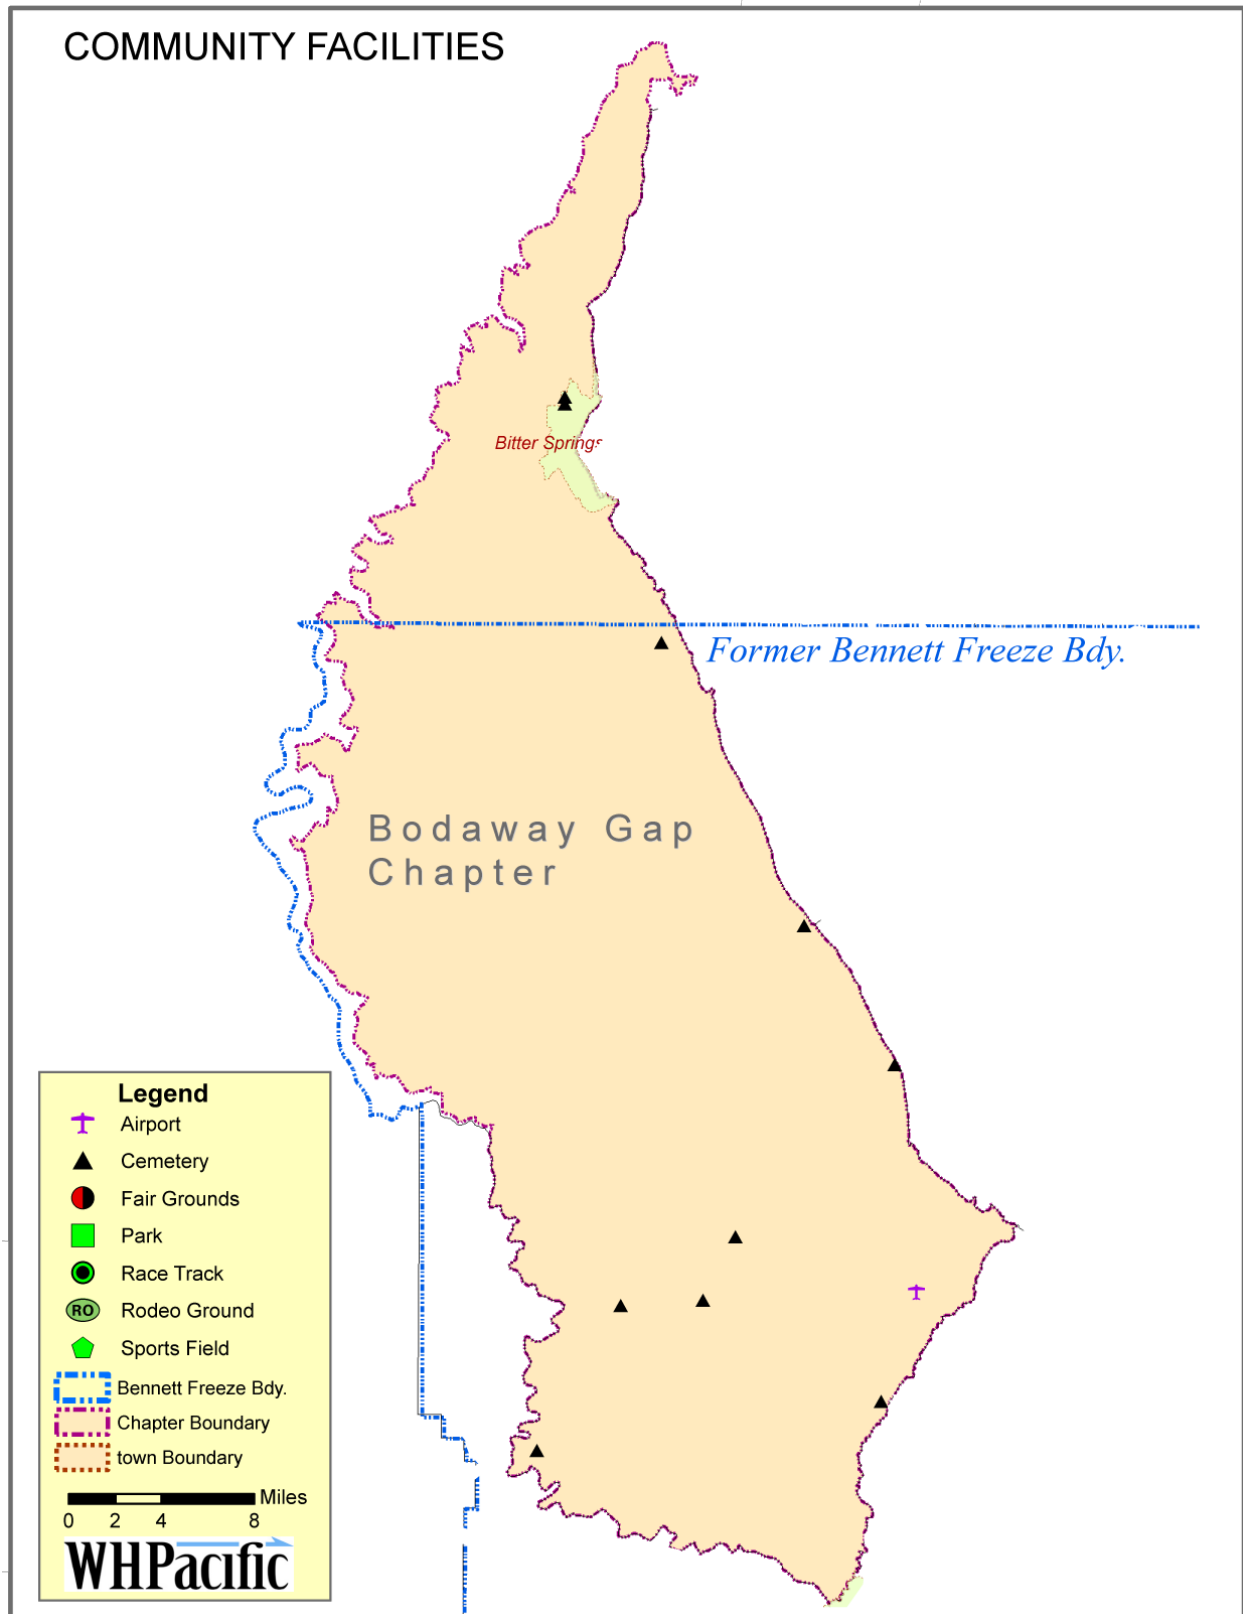 COMMUNITY FACILITIES
Bitter Springs
Former Bennett Freeze Bdy.
Bodaway Gap
Chapter
Legend
Airport
Cemetery
Fair Grounds
Park
Race Track
RO Rodeo Ground
Sports Field
Bennett Freeze Bdy.
Chapter Boundary
town Boundary
Miles
0 2 4 8
WHPacific